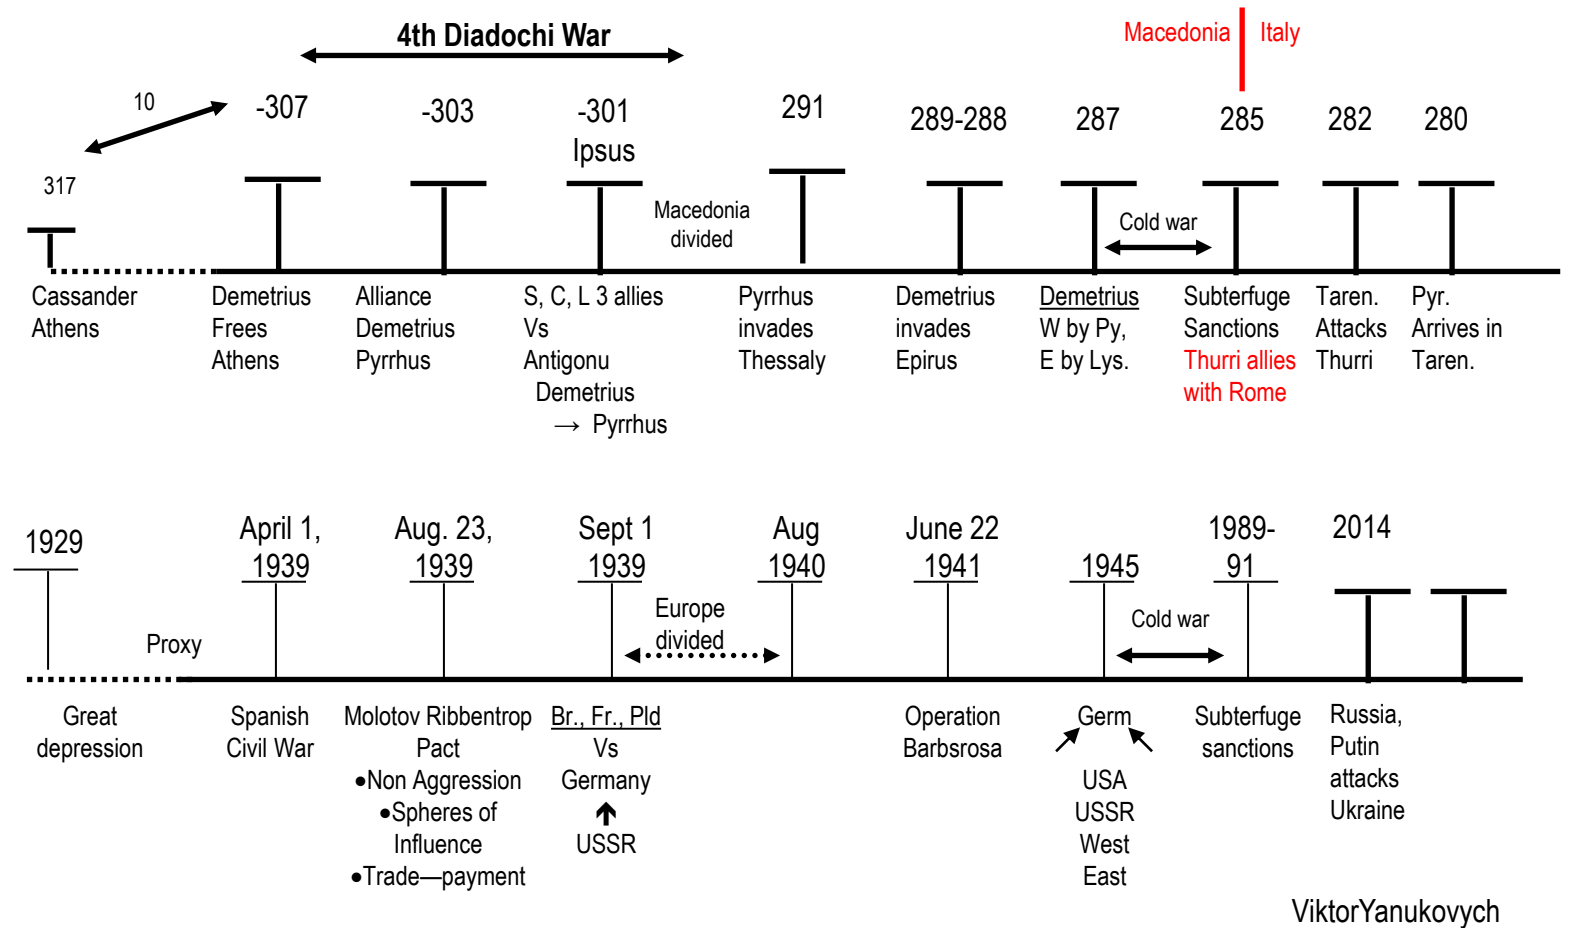 4th Diadochi War
Macedonia Italy
10
-307
-303
-301
Ipsus
291
289-288
287
285
282
280
317
Macedonia
divided
Cold war
Cassander
Athens
Demetrius
Frees
Athens
Alliance
Demetrius
Pyrrhus
S, C, L 3 allies
Vs
Antigonu
Demetrius
→ Pyrrhus
Pyrrhus
invades
Thessaly
Demetrius
invades
Epirus
Demetrius
W by Py,
E by Lys.
Subterfuge
Sanctions
Thurri allies
with Rome
Taren.
Attacks
Thurri
Pyr.
Arrives in
Taren.
1929
April 1,
1939
Aug. 23,
1939
Sept 1
1939
Aug
1940
June 22
1941
1945
1989-
91
2014
Proxy
Europe
divided
Cold war
Great
depression
Spanish
Civil War
Molotov Ribbentrop
Pact
•Non Aggression
•Spheres of
Influence
•Trade—payment
Br., Fr., Pld
Vs
Germany
USSR
Operation
Barbsrosa
Germ
USA
USSR
West
East
Subterfuge
sanctions
Russia,
Putin
attacks
Ukraine
ViktorYanukovych